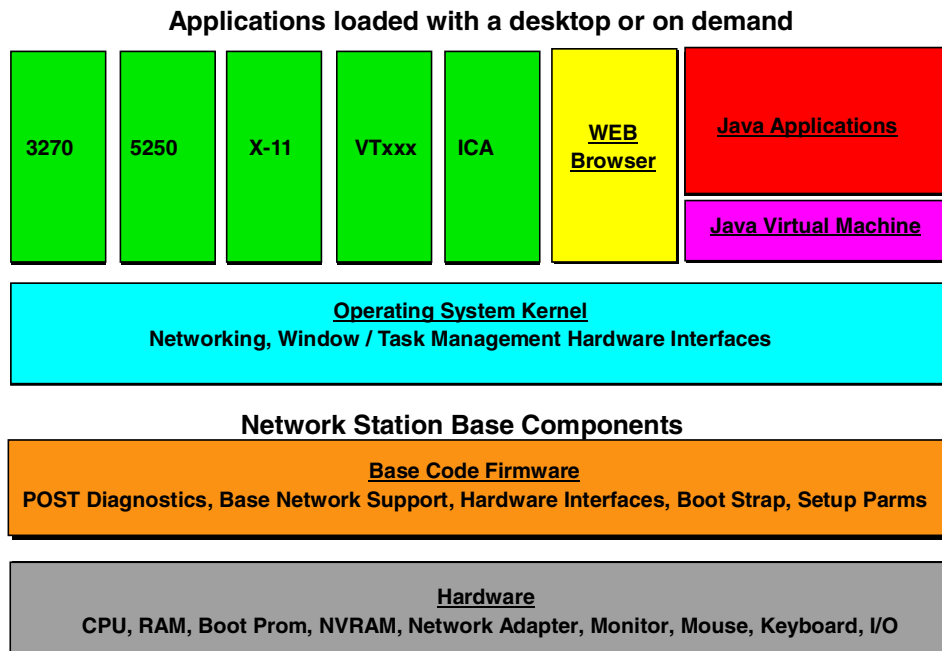 Applications loaded with a desktop or on demand
3270
5250
X-11
VTxxx
ICA
WEB
Browser
Java Applications
Java Virtual Machine
Operating System Kernel
Networking, Window / Task Management Hardware Interfaces
Network Station Base Components
Base Code Firmware
POST Diagnostics, Base Network Support, Hardware Interfaces, Boot Strap, Setup Parms
Hardware
CPU, RAM, Boot Prom, NVRAM, Network Adapter, Monitor, Mouse, Keyboard, I/O